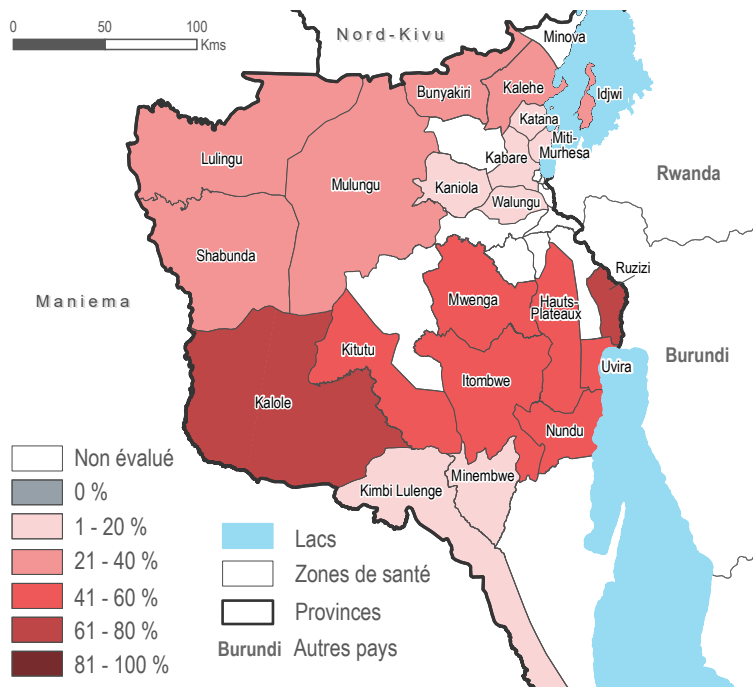 0 50 100
Kms
Nord-Kivu
Minova
Bunyakiri
Kalehe
Idjwi
Katana
Miti-
Murhesa
Lulingu
Kabare
Mulungu
Kaniola
Rwanda
Walungu
Shabunda
Ruzizi
Maniema
Mwenga
Hauts-
Plateaux
Kitutu
Burundi
Uvira
Itombwe
Kalole
Nundu
Minembwe
Kimbi Lulenge
Non évalué
0 %
1 - 20 %
21 - 40 %
41 - 60 %
61 - 80 %
81 - 100 %
Lacs
Zones de santé
Provinces
Burundi Autres pays